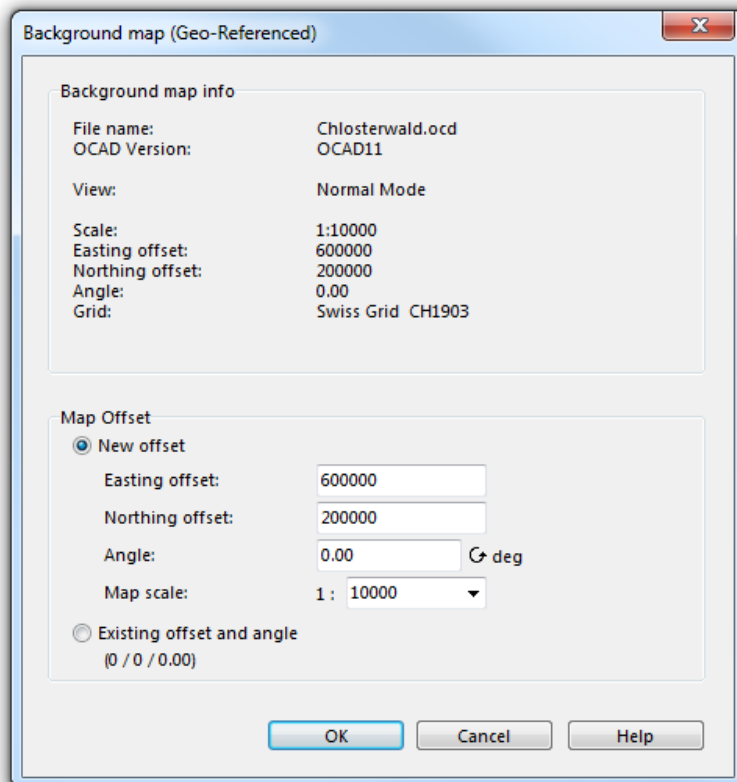 Background map (Geo-Referenced)
Background map info
File name: Chlosterwald.ocd
OCAD Version: OCAD11
View: Normal Mode
Scale: 1:10000
Easting offset: 600000
Northing offset: 200000
Angle: 0.00
Grid: Swiss Grid CH1903
Map Offset
New offset
Easting offset: 600000
Northing offset: 200000
Angle: 0.00 deg
Map scale: 1 : 10000
Existing offset and angle
(0 / 0 / 0.00)
OK Cancel Help